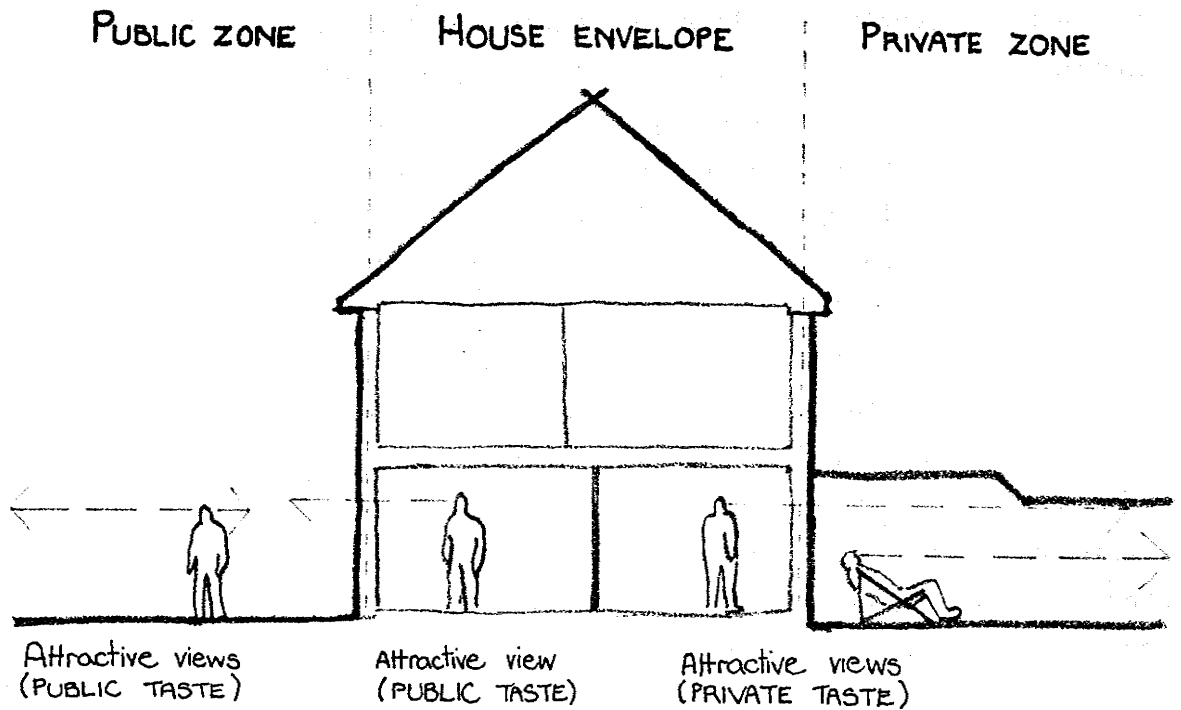 PUBLIC ZONE
HOUSE ENVELOPE
PRIVATE ZONE
Attractive views
(PUBLIC TASTE)
Attractive view
(PUBLIC TASTE)
Attractive views
(PRIVATE TASTE)